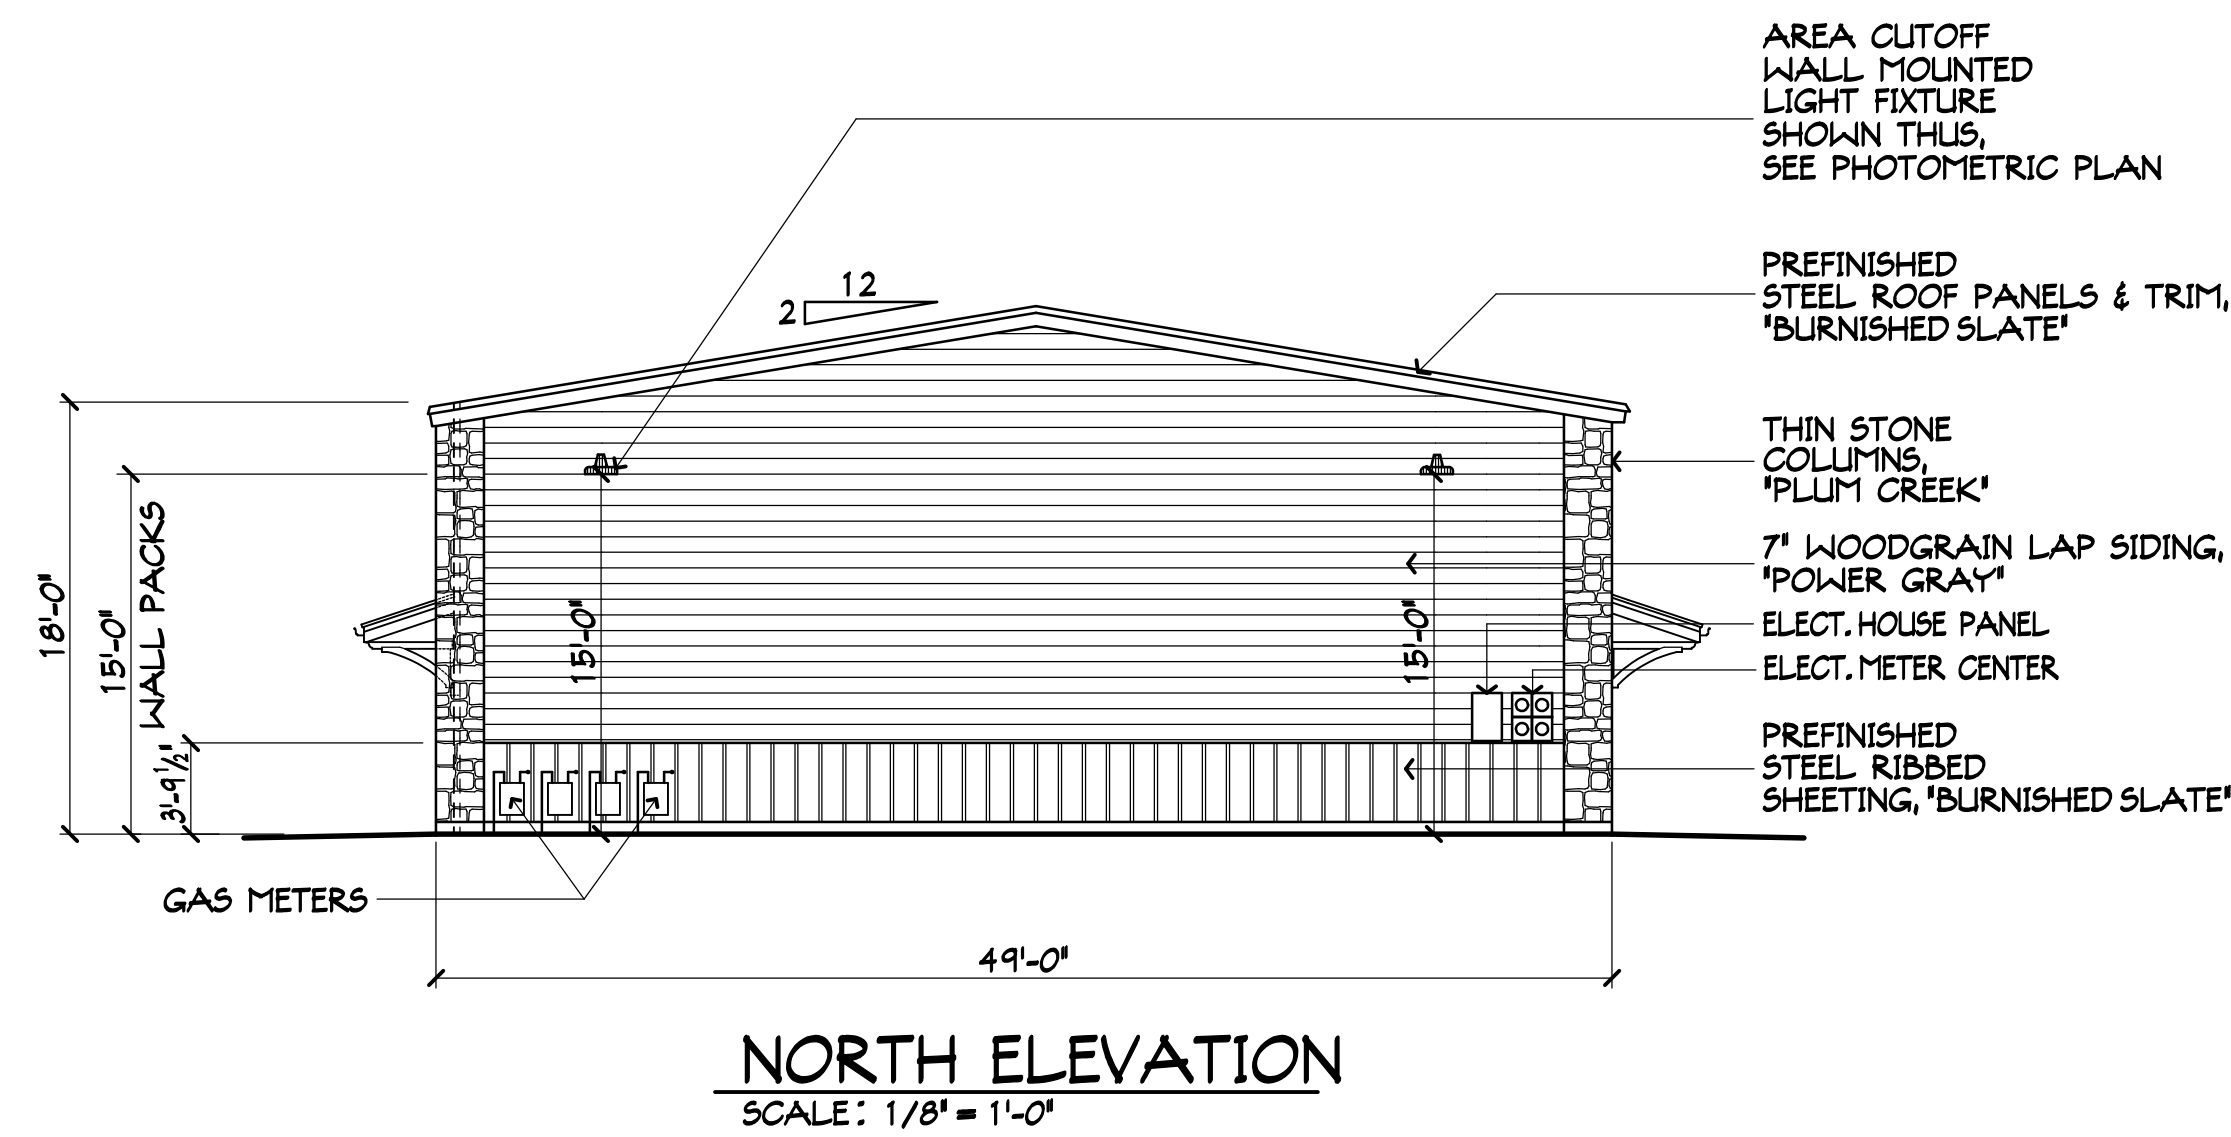 AREA CUTOFF
WALL MOUNTED
LIGHT FIXTURE
SHOWN THUS,
SEE PHOTOMETRIC PLAN
12
2
PREFINISHED
STEEL ROOF PANELS & TRIM,
"BURNISHED SLATE"
THIN STONE
COLUMNS,
"PLUM CREEK"
7" WOODGRAIN LAP SIDING,
"POWER GRAY"
ELECT. HOUSE PANEL
ELECT. METER CENTER
PREFINISHED
STEEL RIBBED
SHEETING, "BURNISHED SLATE"
18'-0"
15'-0"
WALL PACKS
3'-9½"
15'-0"
15'-0"
GAS METERS
49'-0"
NORTH ELEVATION
SCALE: 1/8" = 1'-0"